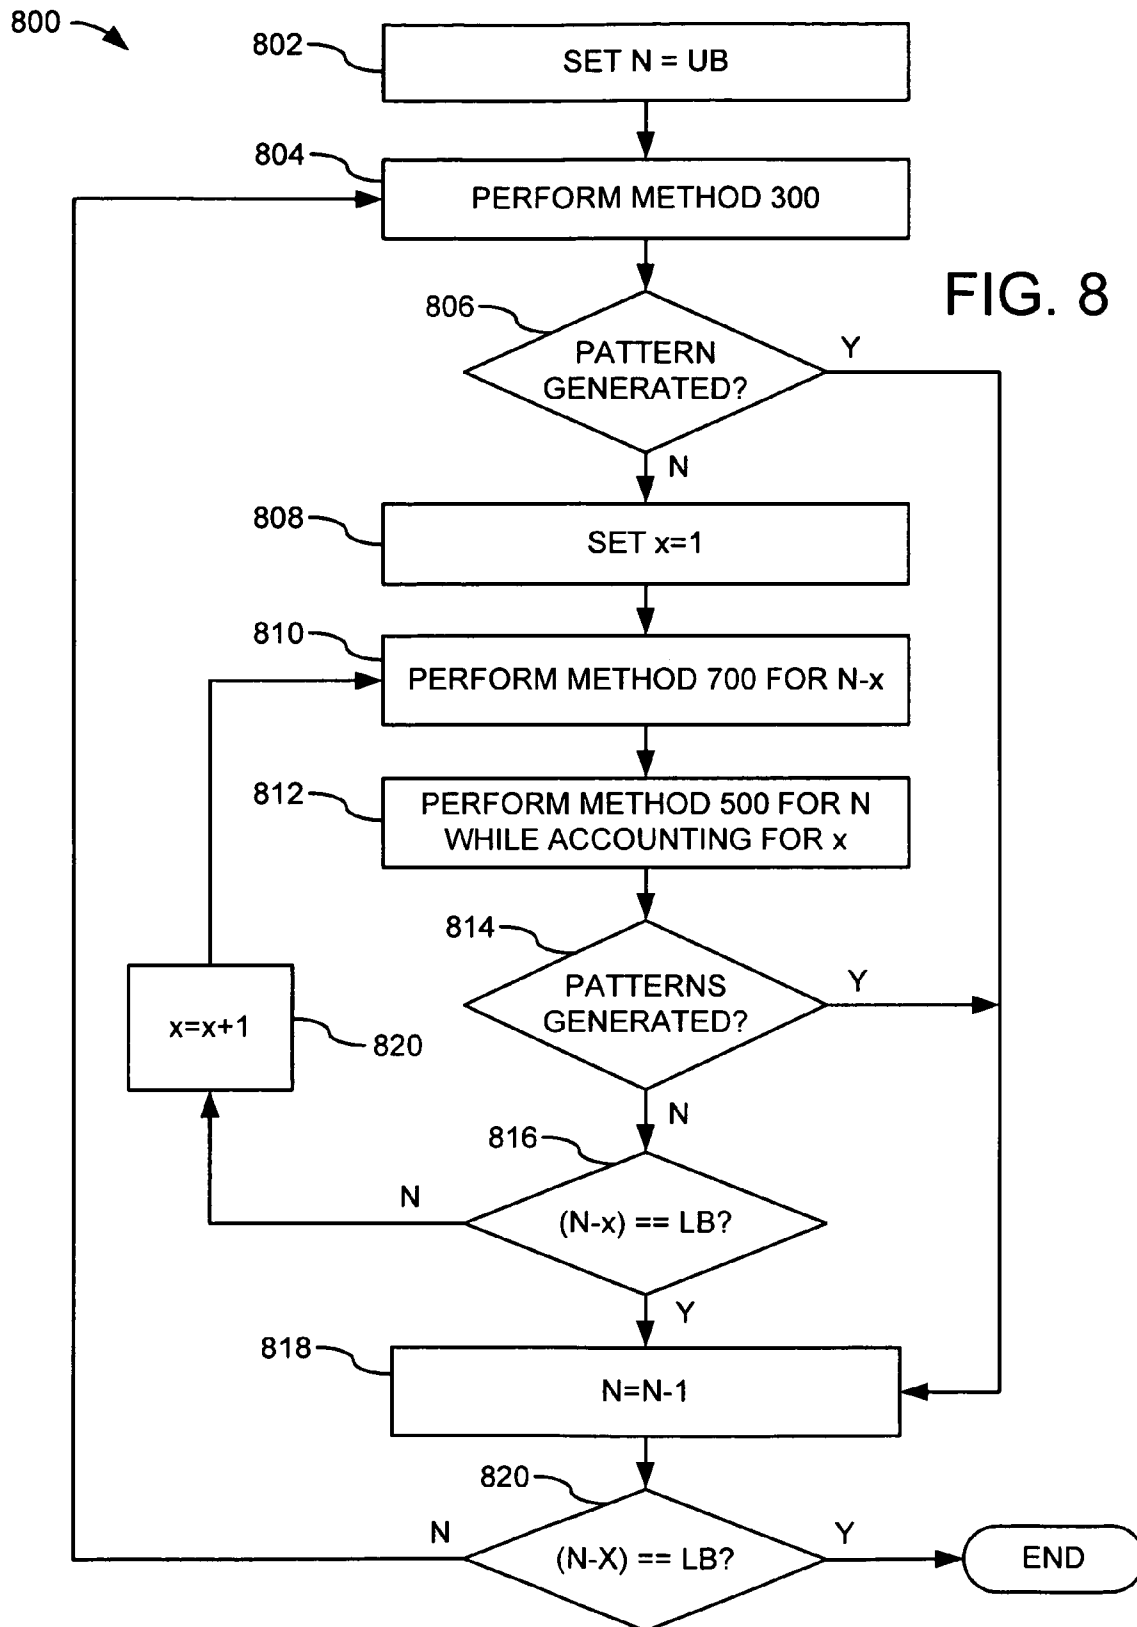 800
802
SET N = UB
804
PERFORM METHOD 300
FIG. 8
806
PATTERN
GENERATED?
Y
N
808
SET x=1
810
PERFORM METHOD 700 FOR N-x
812
PERFORM METHOD 500 FOR N
WHILE ACCOUNTING FOR x
814
PATTERNS
GENERATED?
Y
x=x+1
820
N
816
N
(N-x) == LB?
Y
818
N=N-1
820
N
(N-X) == LB?
Y
END